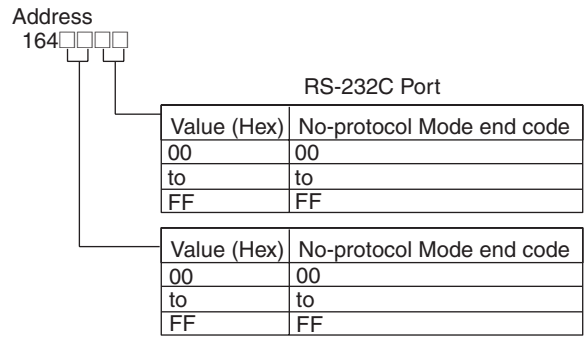 Address
164□□□□
RS-232C Port
Value (Hex) No-protocol Mode end code
00 00
to to
FF FF
Value (Hex) No-protocol Mode end code
00 00
to to
FF FF